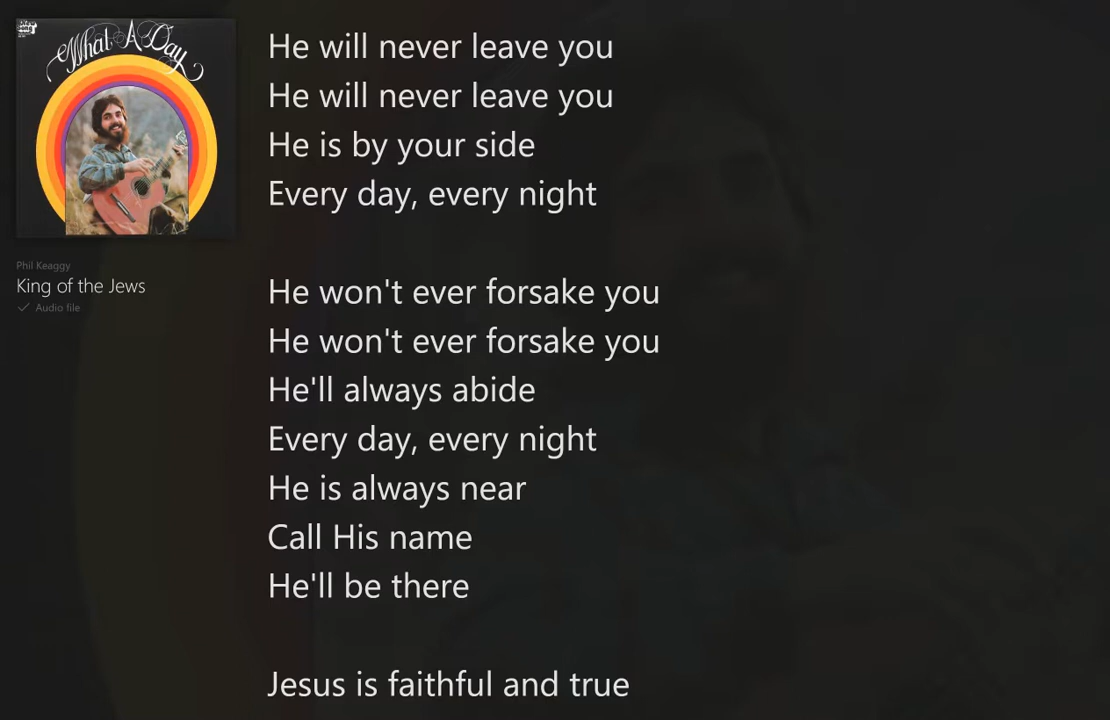 What A Day
Phil Keaggy
King of the Jews
Audio file
He will never leave you
He will never leave you
He is by your side
Every day, every night
He won't ever forsake you
He won't ever forsake you
He'll always abide
Every day, every night
He is always near
Call His name
He'll be there
Jesus is faithful and true